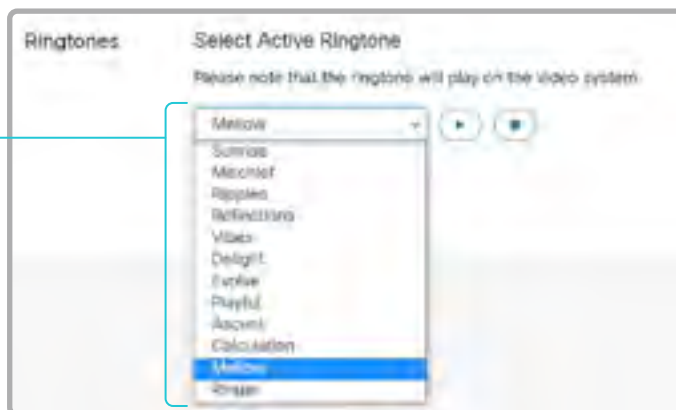 Ringtones
Select Active Ringtone
Please note that the ringtone will play on the video system
Mellow
Sunrise
Mischief
Ripples
Reflections
Vibes
Delight
Evolve
Playful
Ascent
Calculation
Mellow
Ringer